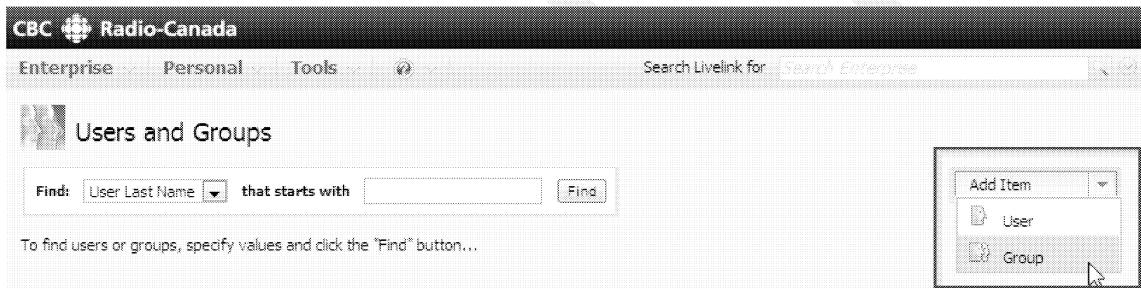 CBC Radio-Canada
Enterprise Personal Tools Search Livelink for Search Enterprise
Users and Groups
Find: User Last Name that starts with Find
To find users or groups, specify values and click the "Find" button...
Add Item
User
Group